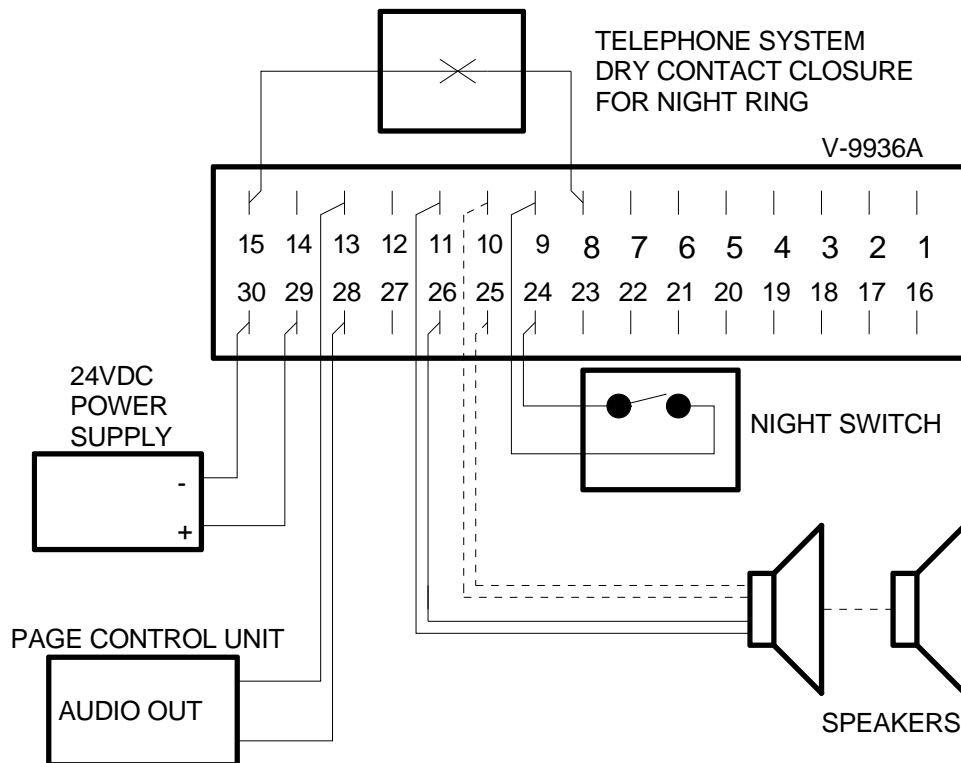 TELEPHONE SYSTEM
DRY CONTACT CLOSURE
FOR NIGHT RING
V-9936A
15 14 13 12 11 10 9 8 7 6 5 4 3 2 1
30 29 28 27 26 25 24 23 22 21 20 19 18 17 16
24VDC
POWER
SUPPLY
-
+
NIGHT SWITCH
PAGE CONTROL UNIT
AUDIO OUT
SPEAKERS